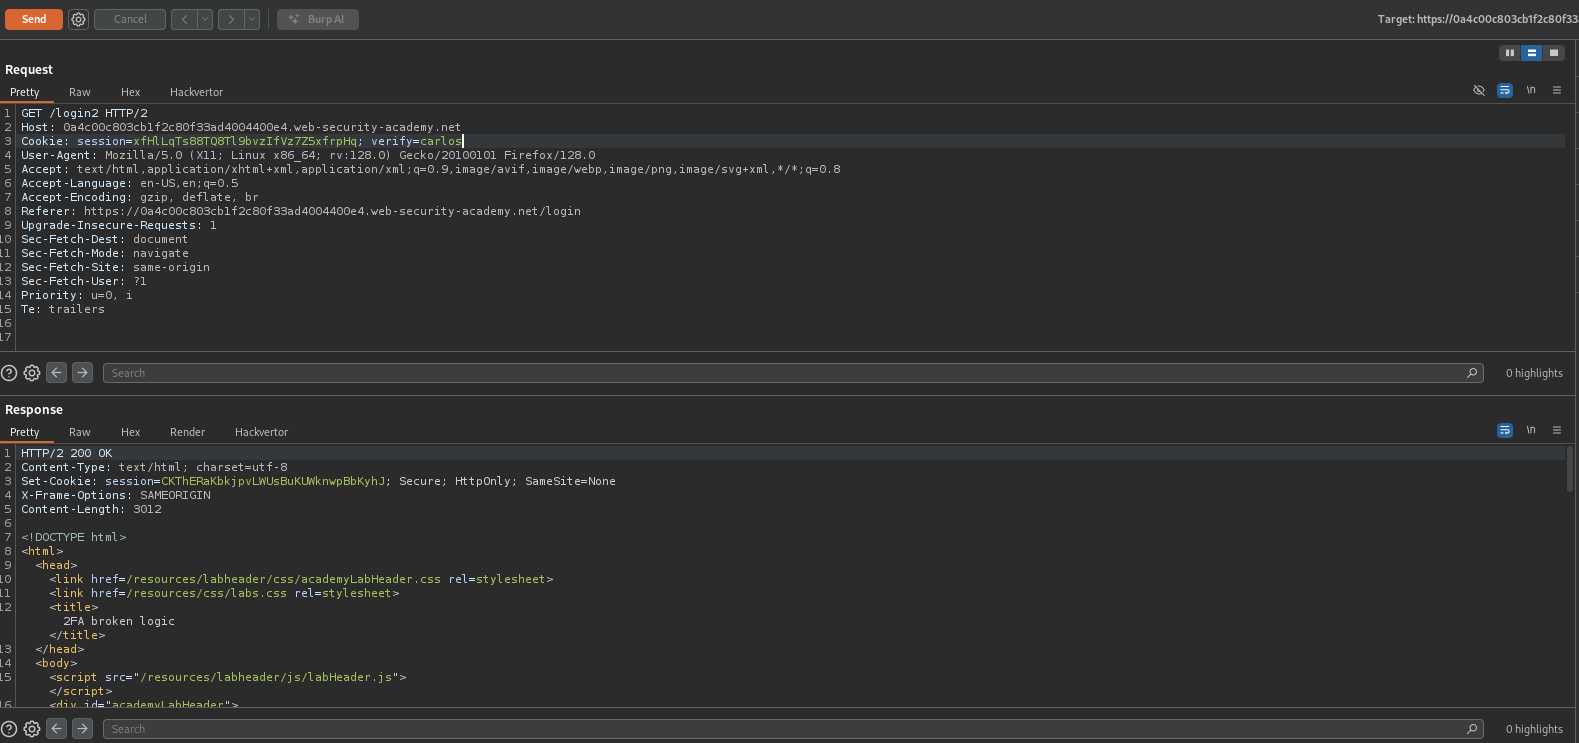 Send Cancel < > Burp AI Target: https://0a4c00c803cb1f2c80f33
Request
Pretty Raw Hex Hackvertor \n
1 GET /login2 HTTP/2
2 Host: 0a4c00c803cb1f2c80f33ad4004400e4.web-security-academy.net
3 Cookie: session=xfHlLqTs88TQ8Tl9bvzIfVz7Z5xfrpHq; verify=carlos
4 User-Agent: Mozilla/5.0 (X11; Linux x86_64; rv:128.0) Gecko/20100101 Firefox/128.0
5 Accept: text/html,application/xhtml+xml,application/xml;q=0.9,image/avif,image/webp,image/png,image/svg+xml,*/*;q=0.8
6 Accept-Language: en-US,en;q=0.5
7 Accept-Encoding: gzip, deflate, br
8 Referer: https://0a4c00c803cb1f2c80f33ad4004400e4.web-security-academy.net/login
9 Upgrade-Insecure-Requests: 1
10 Sec-Fetch-Dest: document
11 Sec-Fetch-Mode: navigate
12 Sec-Fetch-Site: same-origin
13 Sec-Fetch-User: ?1
14 Priority: u=0, i
15 Te: trailers
16
17
Search 0 highlights
Response
Pretty Raw Hex Render Hackvertor \n
1 HTTP/2 200 OK
2 Content-Type: text/html; charset=utf-8
3 Set-Cookie: session=CKThERaKbkjpvLWUsBuKUWknwpBbKyhJ; Secure; HttpOnly; SameSite=None
4 X-Frame-Options: SAMEORIGIN
5 Content-Length: 3012
6
7 <!DOCTYPE html>
8 <html>
9 <head>
10 <link href=/resources/labheader/css/academyLabHeader.css rel=stylesheet>
11 <link href=/resources/css/labs.css rel=stylesheet>
12 <title>
2FA broken logic
</title>
13 </head>
14 <body>
15 <script src="/resources/labheader/js/labHeader.js">
</script>
16 <div id="academyLabHeader">
Search 0 highlights